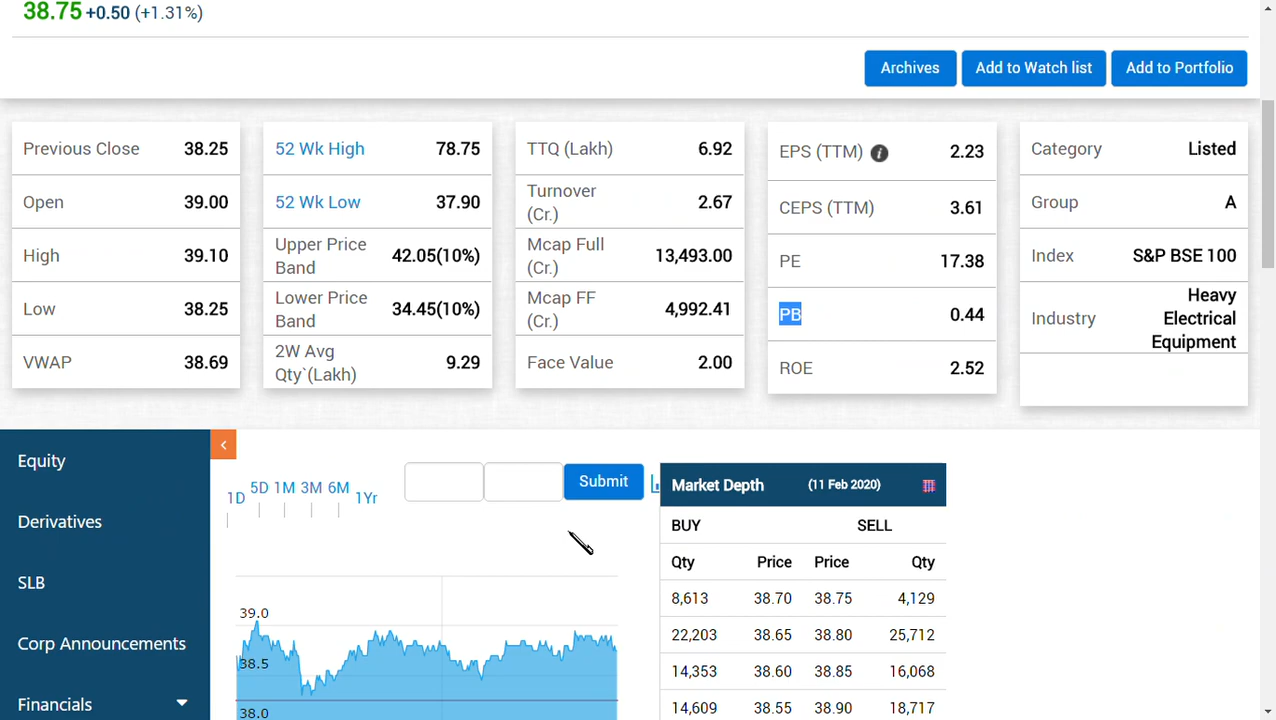 38.75 +0.50 (+1.31%)
Archives
Add to Watch list
Add to Portfolio
Previous Close 38.25
Open 39.00
High 39.10
Low 38.25
VWAP 38.69
52 Wk High 78.75
52 Wk Low 37.90
Upper Price
Band 42.05(10%)
Lower Price
Band 34.45(10%)
2W Avg
Qty`(Lakh) 9.29
TTQ (Lakh) 6.92
Turnover
(Cr.) 2.67
Mcap Full
(Cr.) 13,493.00
Mcap FF
(Cr.) 4,992.41
Face Value 2.00
EPS (TTM) i 2.23
CEPS (TTM) 3.61
PE 17.38
PB 0.44
ROE 2.52
Category Listed
Group A
Index S&P BSE 100
Industry Heavy
Electrical
Equipment
Equity
Derivatives
SLB
Corp Announcements
Financials
1D 5D 1M 3M 6M 1Yr
Submit
39.0
38.5
38.0
Market Depth (11 Feb 2020)
BUY SELL
Qty Price Price Qty
8,613 38.70 38.75 4,129
22,203 38.65 38.80 25,712
14,353 38.60 38.85 16,068
14,609 38.55 38.90 18,717